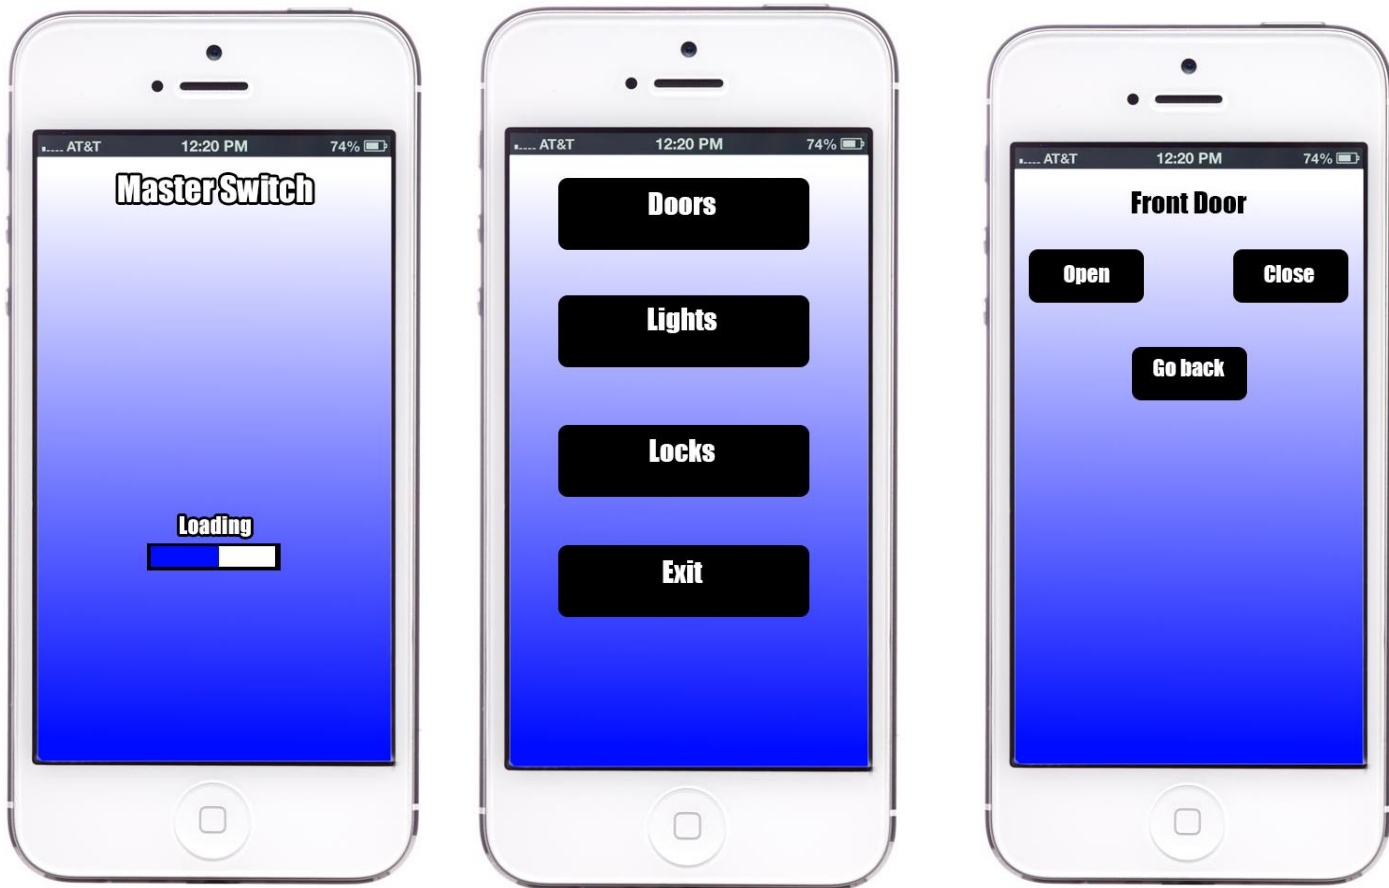 AT&T 12:20 PM 74%
Master Switch
Loading
AT&T 12:20 PM 74%
Doors
Lights
Locks
Exit
AT&T 12:20 PM 74%
Front Door
Open Close
Go back